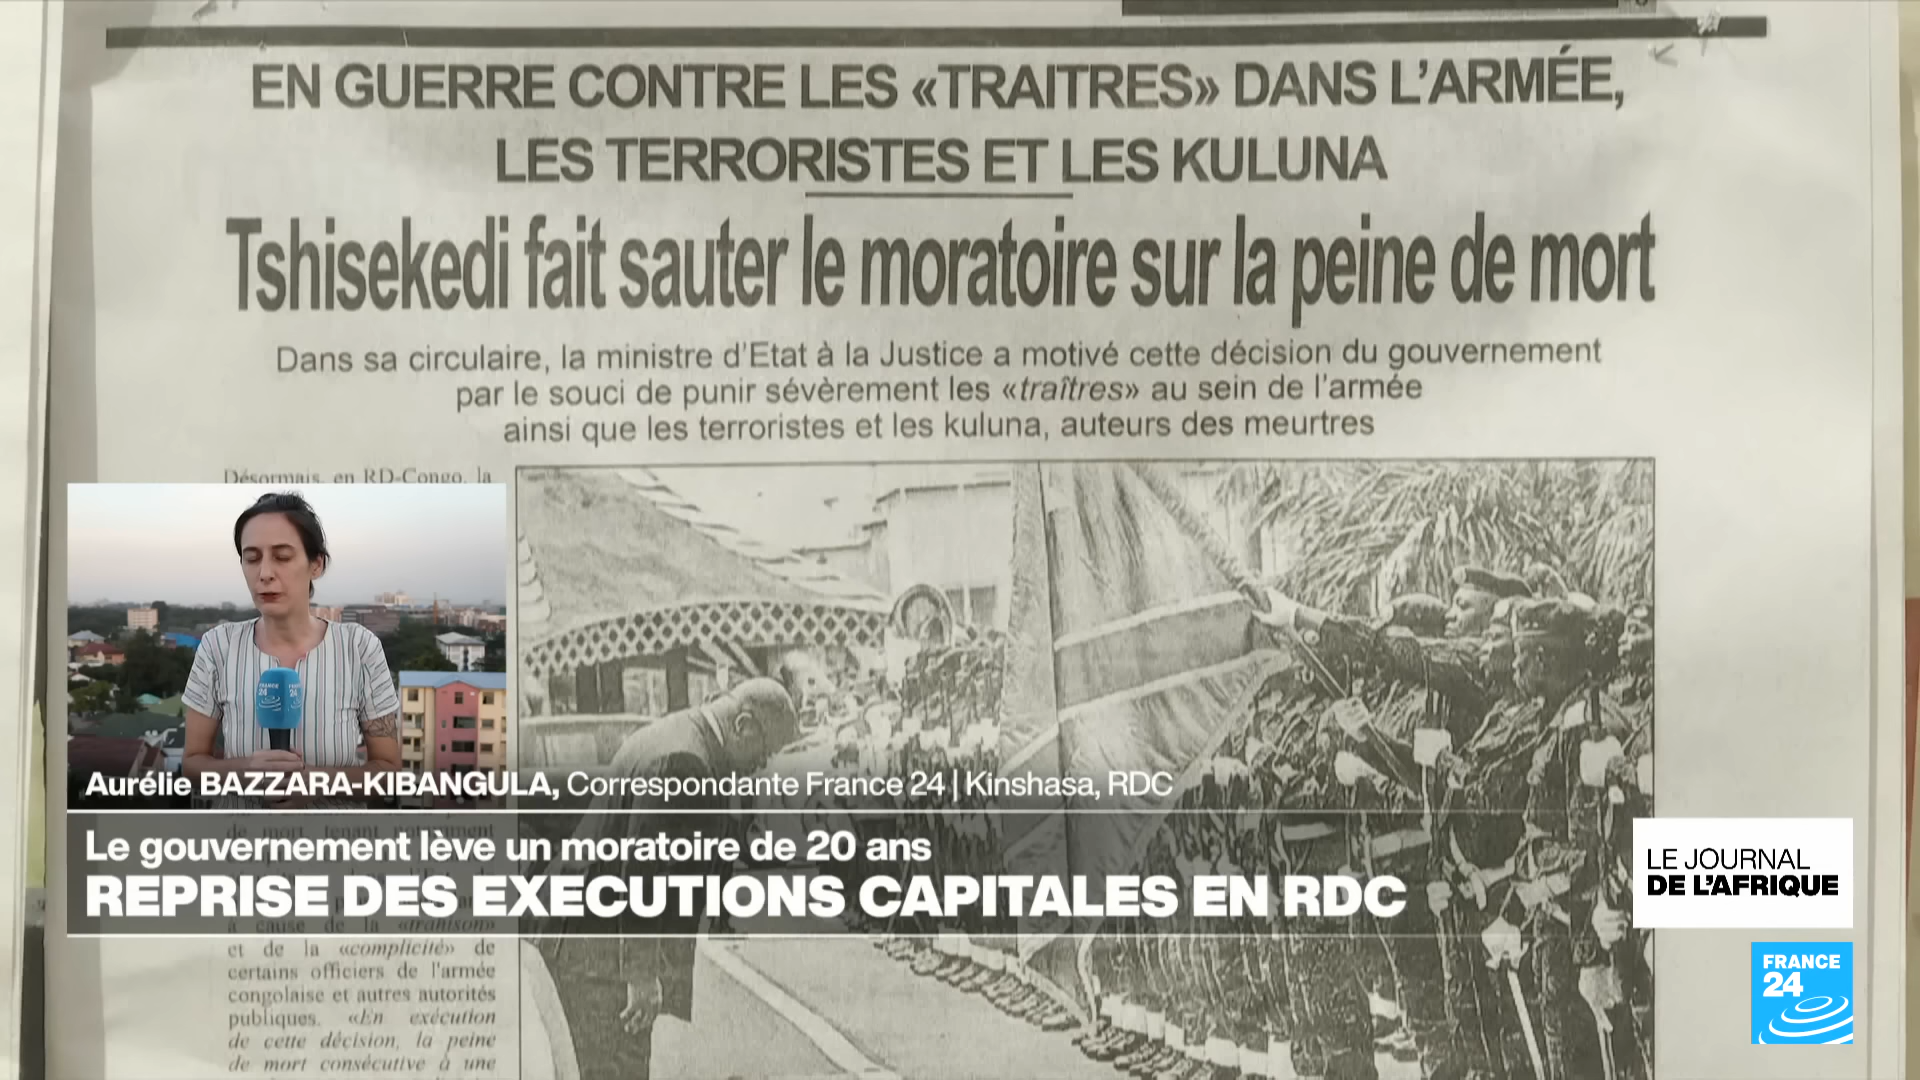 EN GUERRE CONTRE LES «TRAITRES» DANS L'ARMÉE,
LES TERRORISTES ET LES KULUNA
Tshisekedi fait sauter le moratoire sur la peine de mort
Dans sa circulaire, la ministre d'Etat à la Justice a motivé cette décision du gouvernement
par le souci de punir sévèrement les «traîtres» au sein de l'armée
ainsi que les terroristes et les kuluna, auteurs des meurtres
Désormais, en RD-Congo, la
FRANCE
24
Aurélie BAZZARA-KIBANGULA, Correspondante France 24 | Kinshasa, RDC
Le gouvernement lève un moratoire de 20 ans
REPRISE DES EXECUTIONS CAPITALES EN RDC
à cause de la «trahison»
et de la «complicité» de
certains officiers de l'armée
congolaise et autres autorités
publiques. «En exécution
de cette décision, la peine
de mort consécutive à une
LE JOURNAL
DE L'AFRIQUE
FRANCE
24